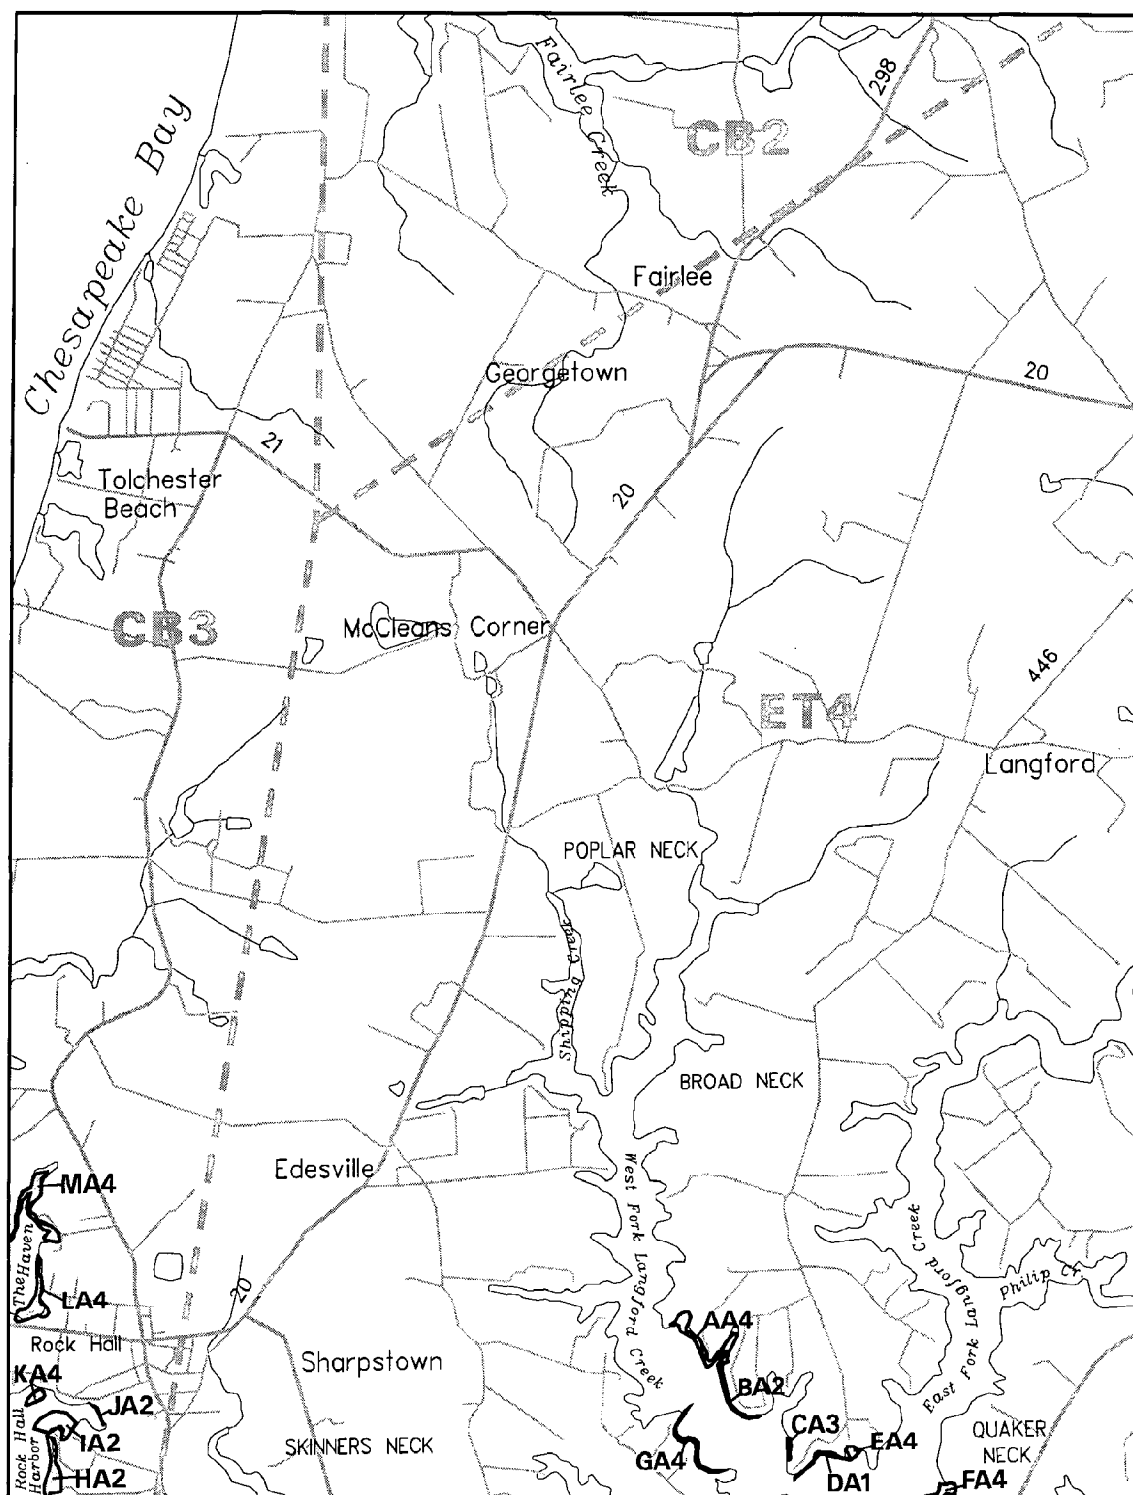 Fairlee Creek
298
CB2
Chesapeake Bay
Fairlee
Georgetown
20
21
Tolchester
Beach
20
CB3
McCleans Corner
446
ET4
Langford
POPLAR NECK
Shipping Creek
BROAD NECK
Edesville
West Fork Langford Creek
MA4
The Haven
East Fork Langford Creek
Philip Cr
LA4
20
Rock Hall
AA4
Sharpstown
KA4
BA2
JA2
Rock Hall
Harbor
IA2
SKINNERS NECK
CA3
EA4
QUAKER
NECK
GA4
HA2
DA1
FA4